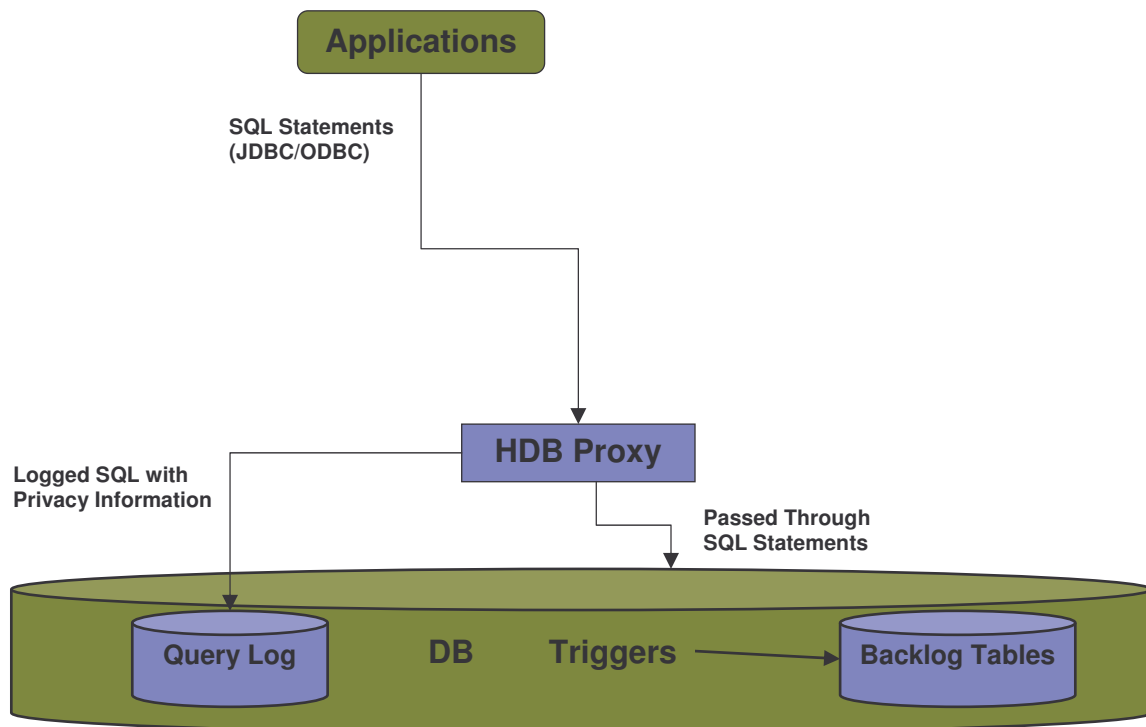 Applications
SQL Statements
(JDBC/ODBC)
HDB Proxy
Logged SQL with
Privacy Information
Passed Through
SQL Statements
Query Log
DB
Triggers
Backlog Tables